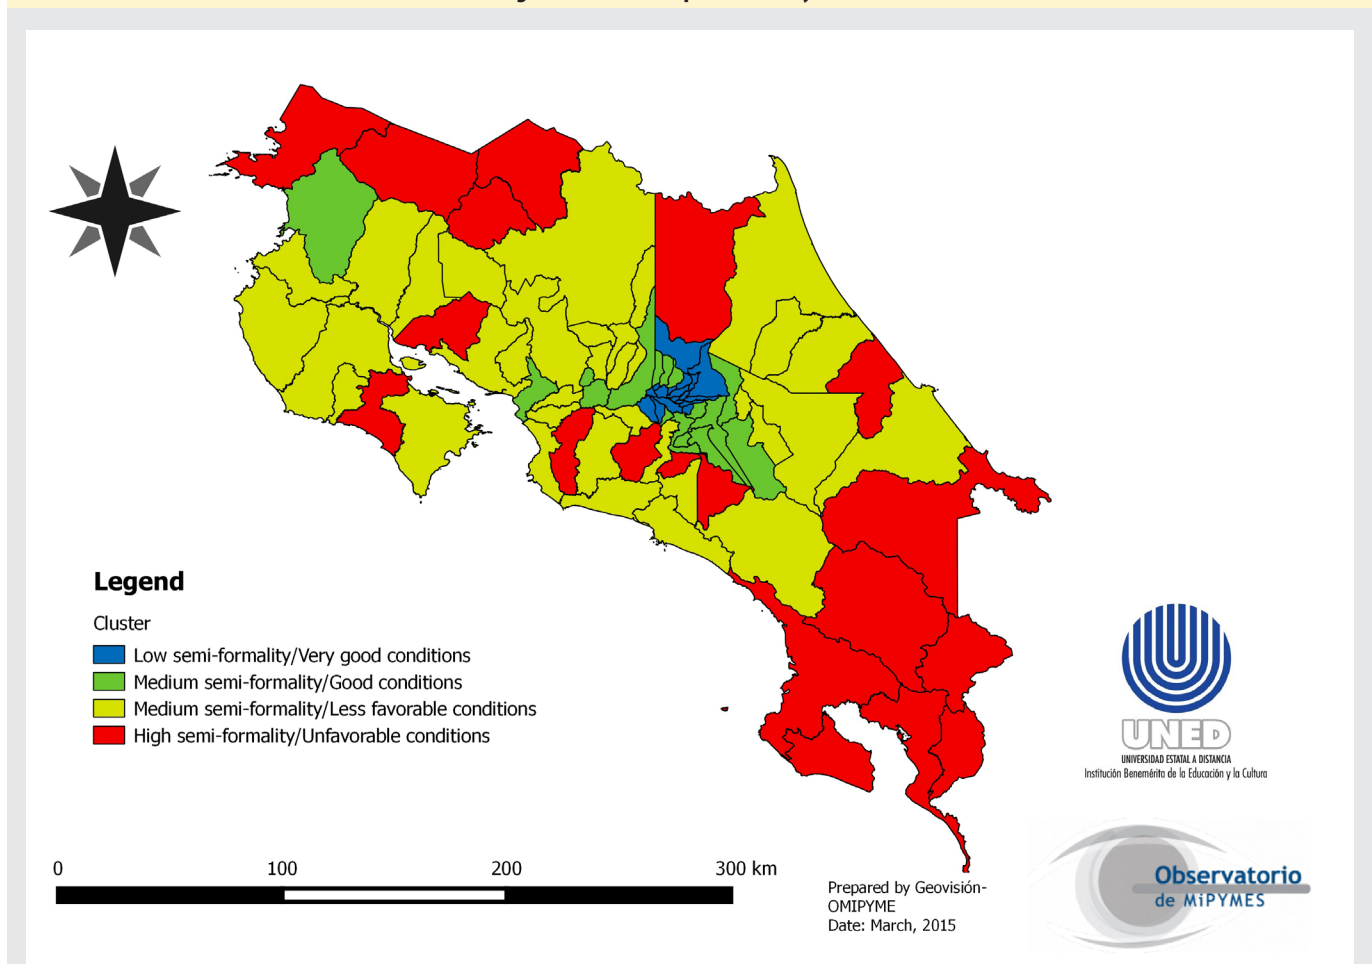 Legend
Cluster
Low semi-formality/Very good conditions
Medium semi-formality/Good conditions
Medium semi-formality/Less favorable conditions
High semi-formality/Unfavorable conditions
UNED
UNIVERSIDAD ESTATAL A DISTANCIA
Institución Benemérita de la Educación y la Cultura
0 100 200 300 km
Prepared by Geovisión-
OMIPYME
Date: March, 2015
Observatorio
de MiPYMES